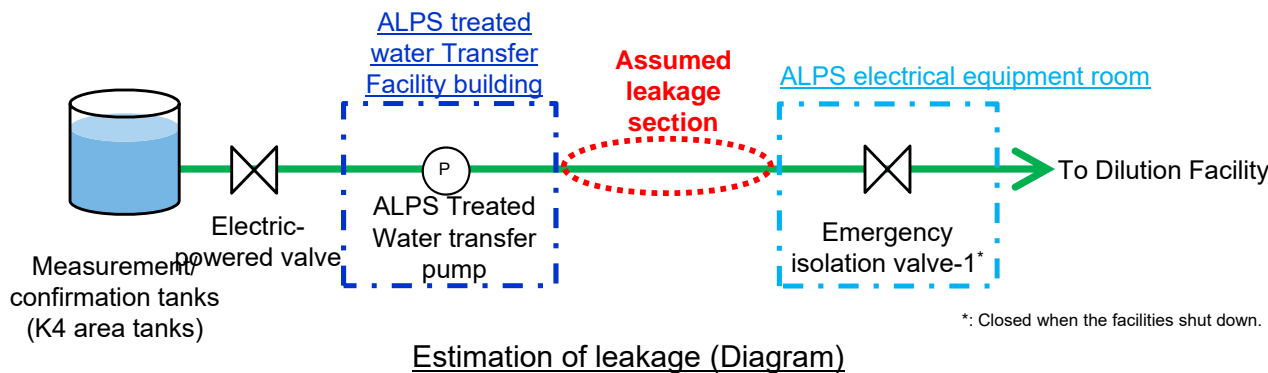 ALPS treated
water Transfer
Facility building
Assumed
leakage
section
ALPS electrical equipment room
P
To Dilution Facility
Electric-
powered valve
ALPS Treated
Water transfer
pump
Emergency
isolation valve-1*
Measurement/
confirmation tanks
(K4 area tanks)
*: Closed when the facilities shut down.
Estimation of leakage (Diagram)